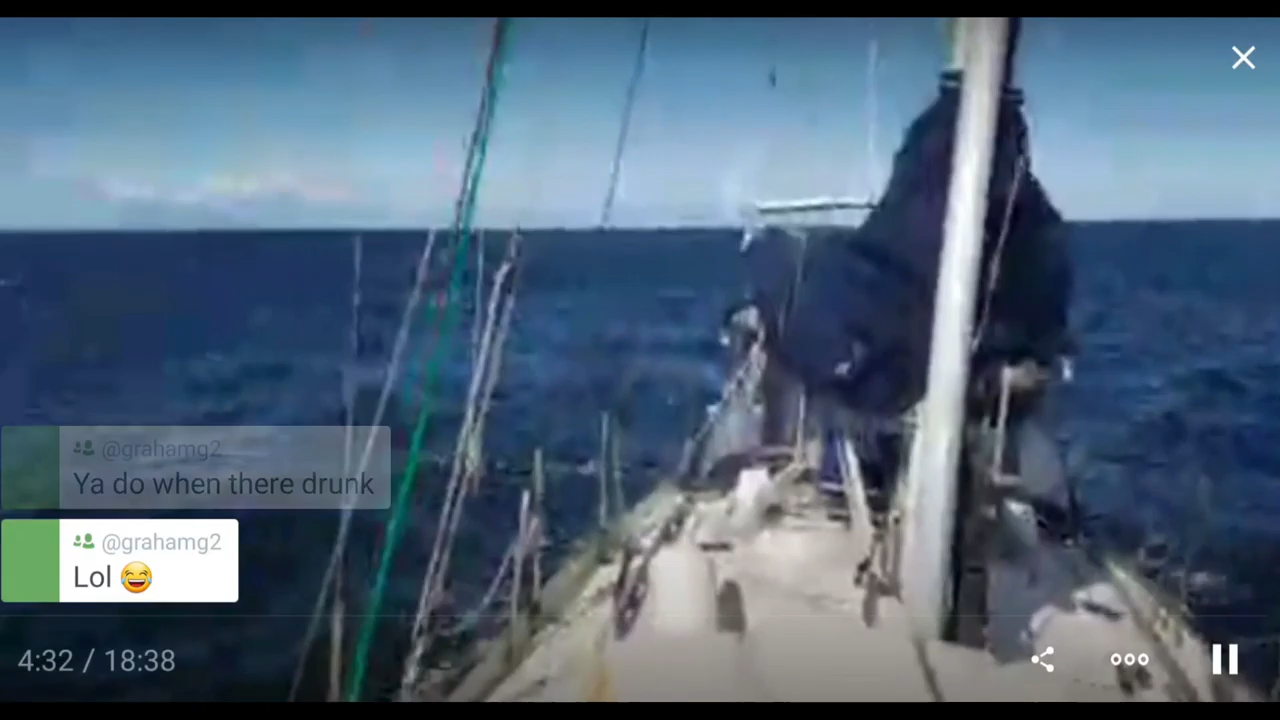 @grahamg2
Ya do when there drunk
@grahamg2
Lol 😂
4:32 / 18:38